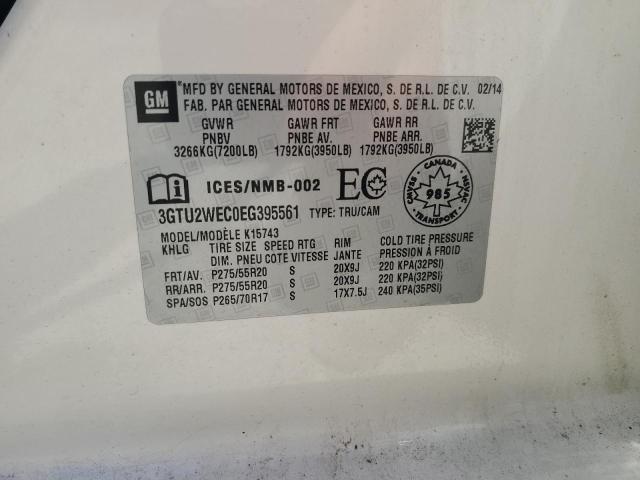 GM
*MFD BY GENERAL MOTORS DE MEXICO, S. DE R.L. DE C.V. 02/14
FAB. PAR GENERAL MOTORS DE MEXICO, S. DE R.L. DE C.V.
GVWR GAWR FRT GAWR RR
PNBV PNBE AV. PNBE ARR.
3266KG(7200LB) 1792KG(3950LB) 1792KG(3950LB)
i ICES/NMB-002 EC
CANADA
CMVSS 985 NSVAC
TRANSPORT
3GTU2WEC0EG395561 TYPE: TRU/CAM
MODEL/MODÈLE K15743
KHLG TIRE SIZE SPEED RTG RIM COLD TIRE PRESSURE
DIM. PNEU COTE VITESSE JANTE PRESSION À FROID
FRT/AV P275/55R20 S 20X9J 220 KPA(32PSI)
RR/ARR. P275/55R20 S 20X9J 220 KPA(32PSI)
SPA/SOS P265/70R17 S 17X7.5J 240 KPA(35PSI)